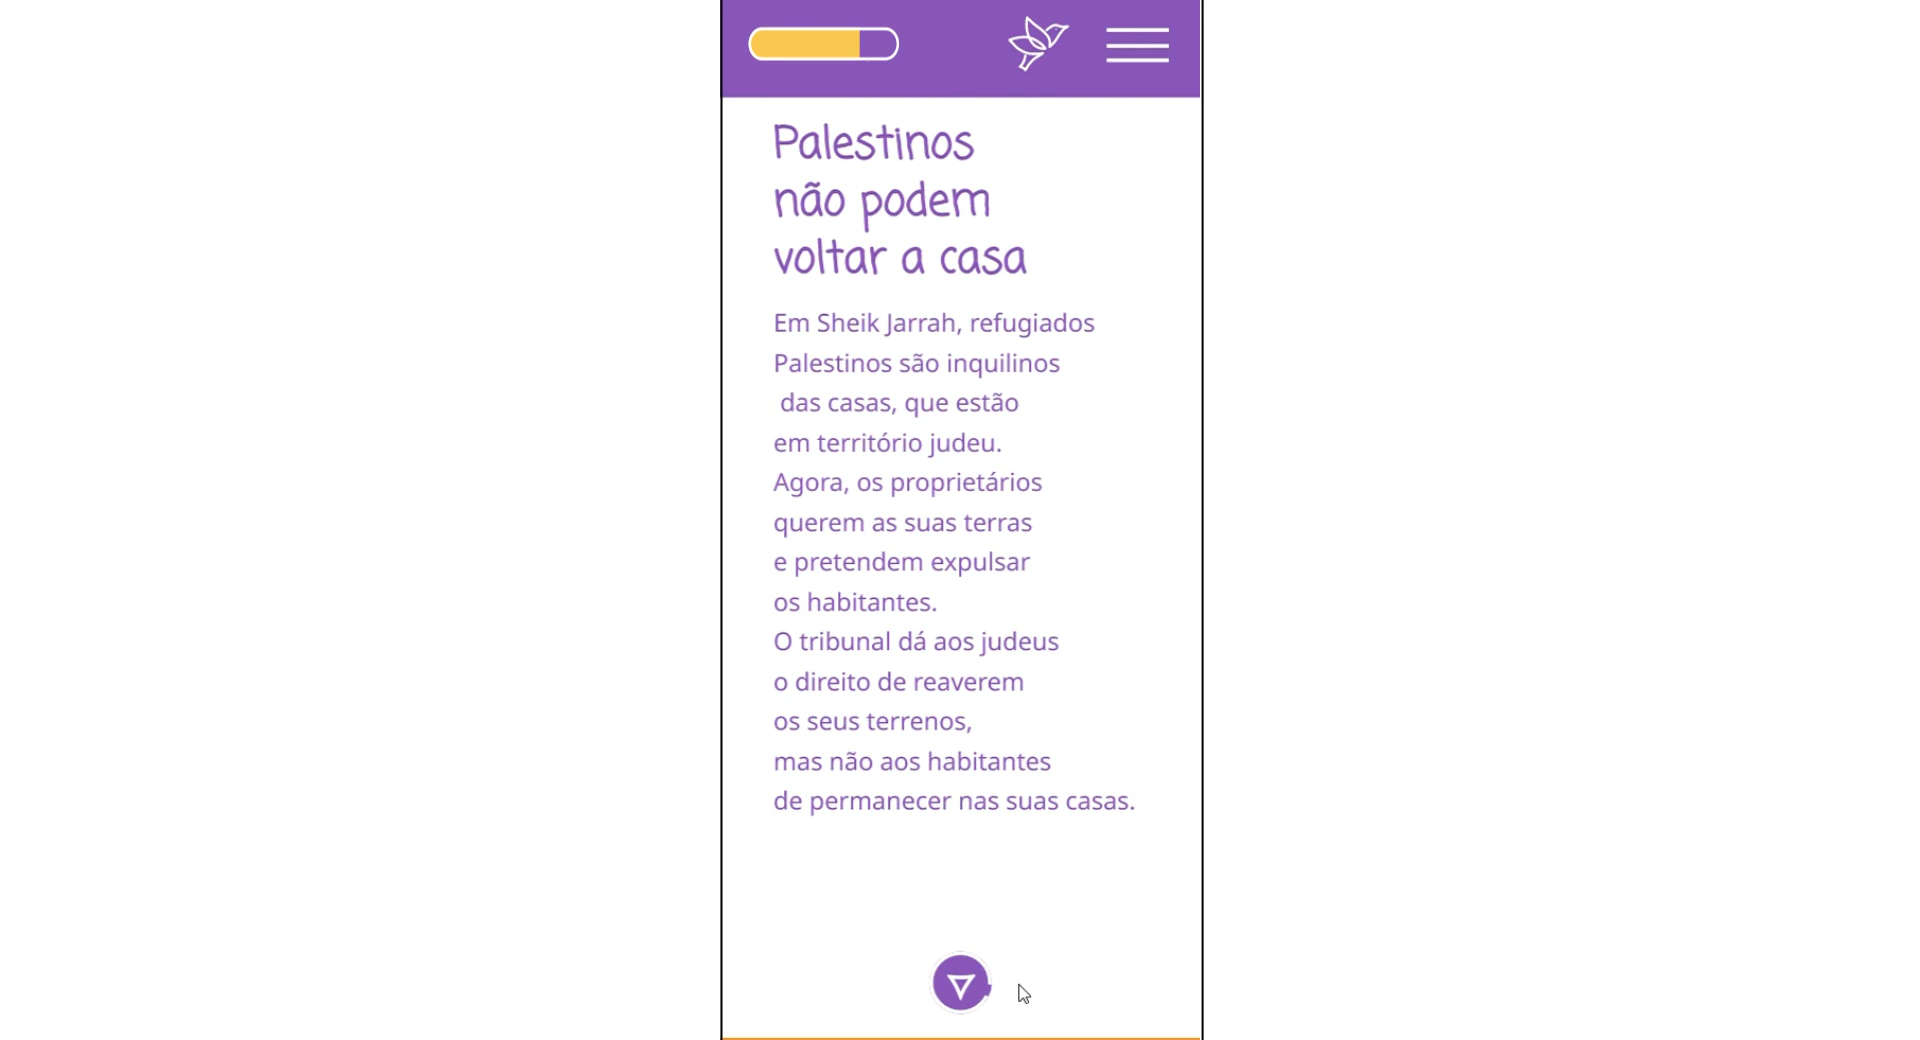 Palestinos
não podem
voltar a casa
Em Sheik Jarrah, refugiados
Palestinos são inquilinos
das casas, que estão
em território judeu.
Agora, os proprietários
querem as suas terras
e pretendem expulsar
os habitantes.
O tribunal dá aos judeus
o direito de reaverem
os seus terrenos,
mas não aos habitantes
de permanecer nas suas casas.